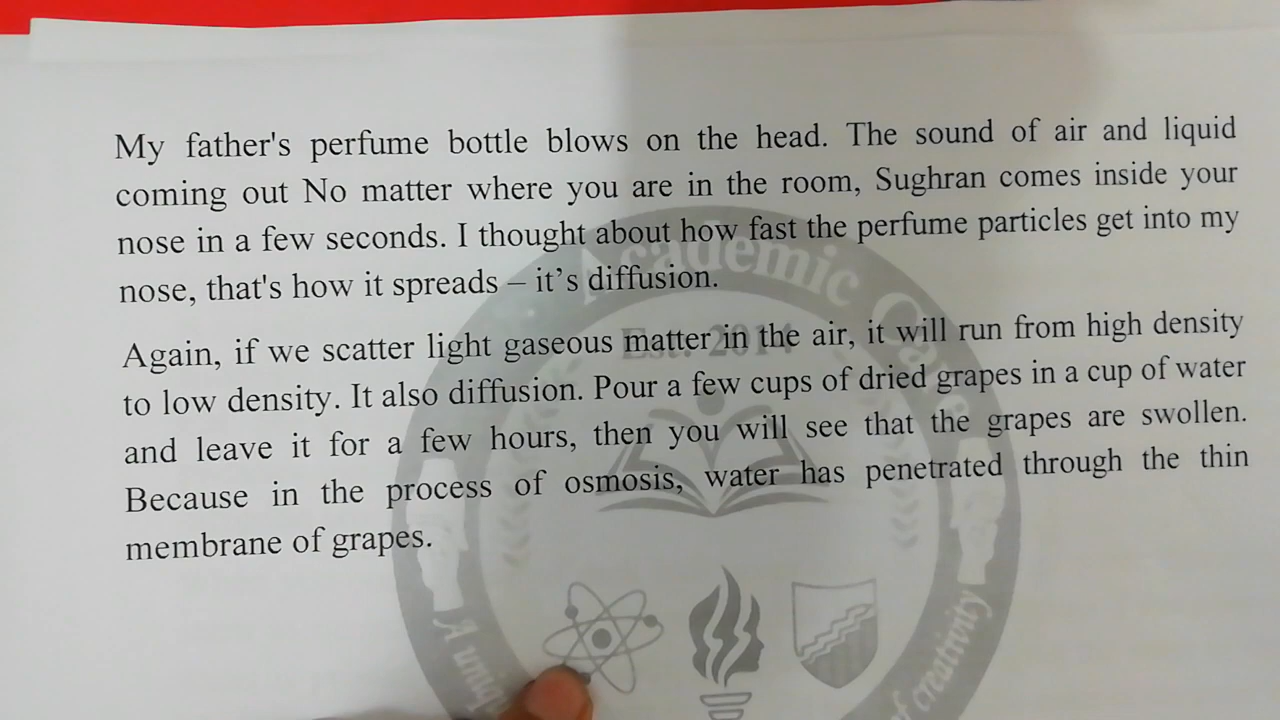 My father's perfume bottle blows on the head. The sound of air and liquid
coming out No matter where you are in the room, Sughran comes inside your
nose in a few seconds. I thought about how fast the perfume particles get into my
nose, that's how it spreads – it’s diffusion.
Again, if we scatter light gaseous matter in the air, it will run from high density
to low density. It also diffusion. Pour a few cups of dried grapes in a cup of water
and leave it for a few hours, then you will see that the grapes are swollen.
Because in the process of osmosis, water has penetrated through the thin
membrane of grapes.
Academic
Est. 2014
A
of creativity